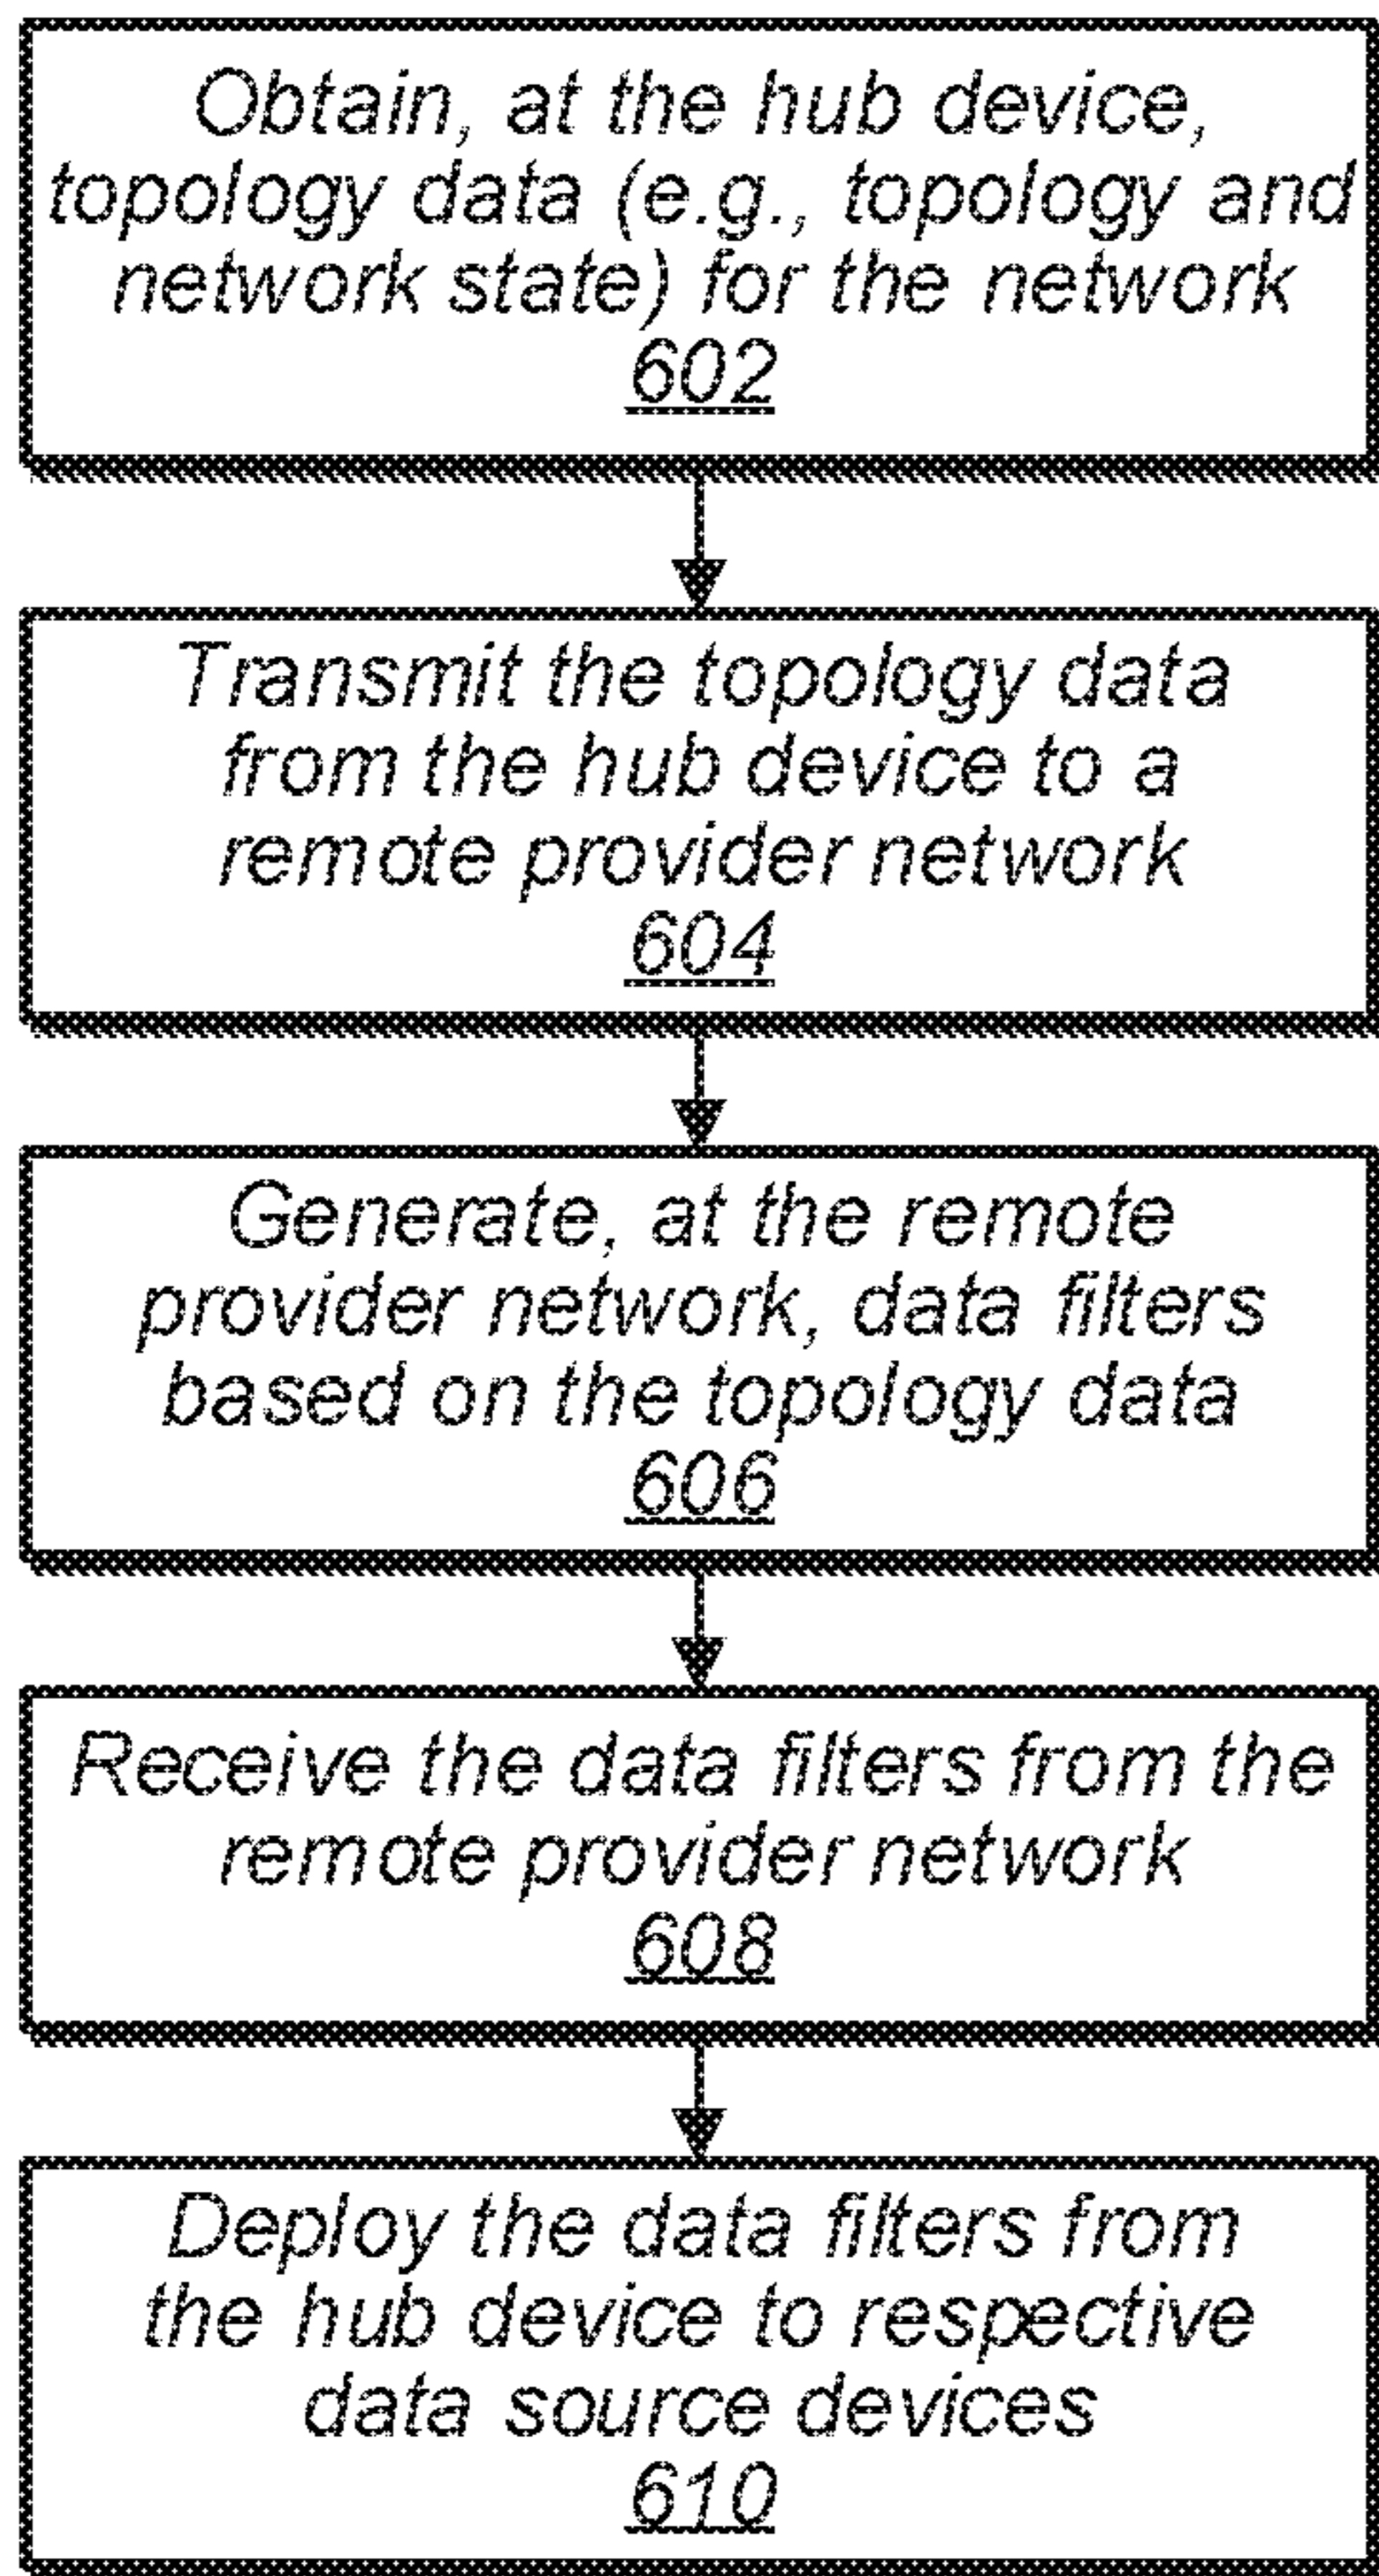 Obtain, at the hub device,
topology data (e.g., topology and
network state) for the network
602
Transmit the topology data
from the hub device to a
remote provider network
604
Generate, at the remote
provider network, data filters
based on the topology data
606
Receive the data filters from the
remote provider network
608
Deploy the data filters from
the hub device to respective
data source devices
610